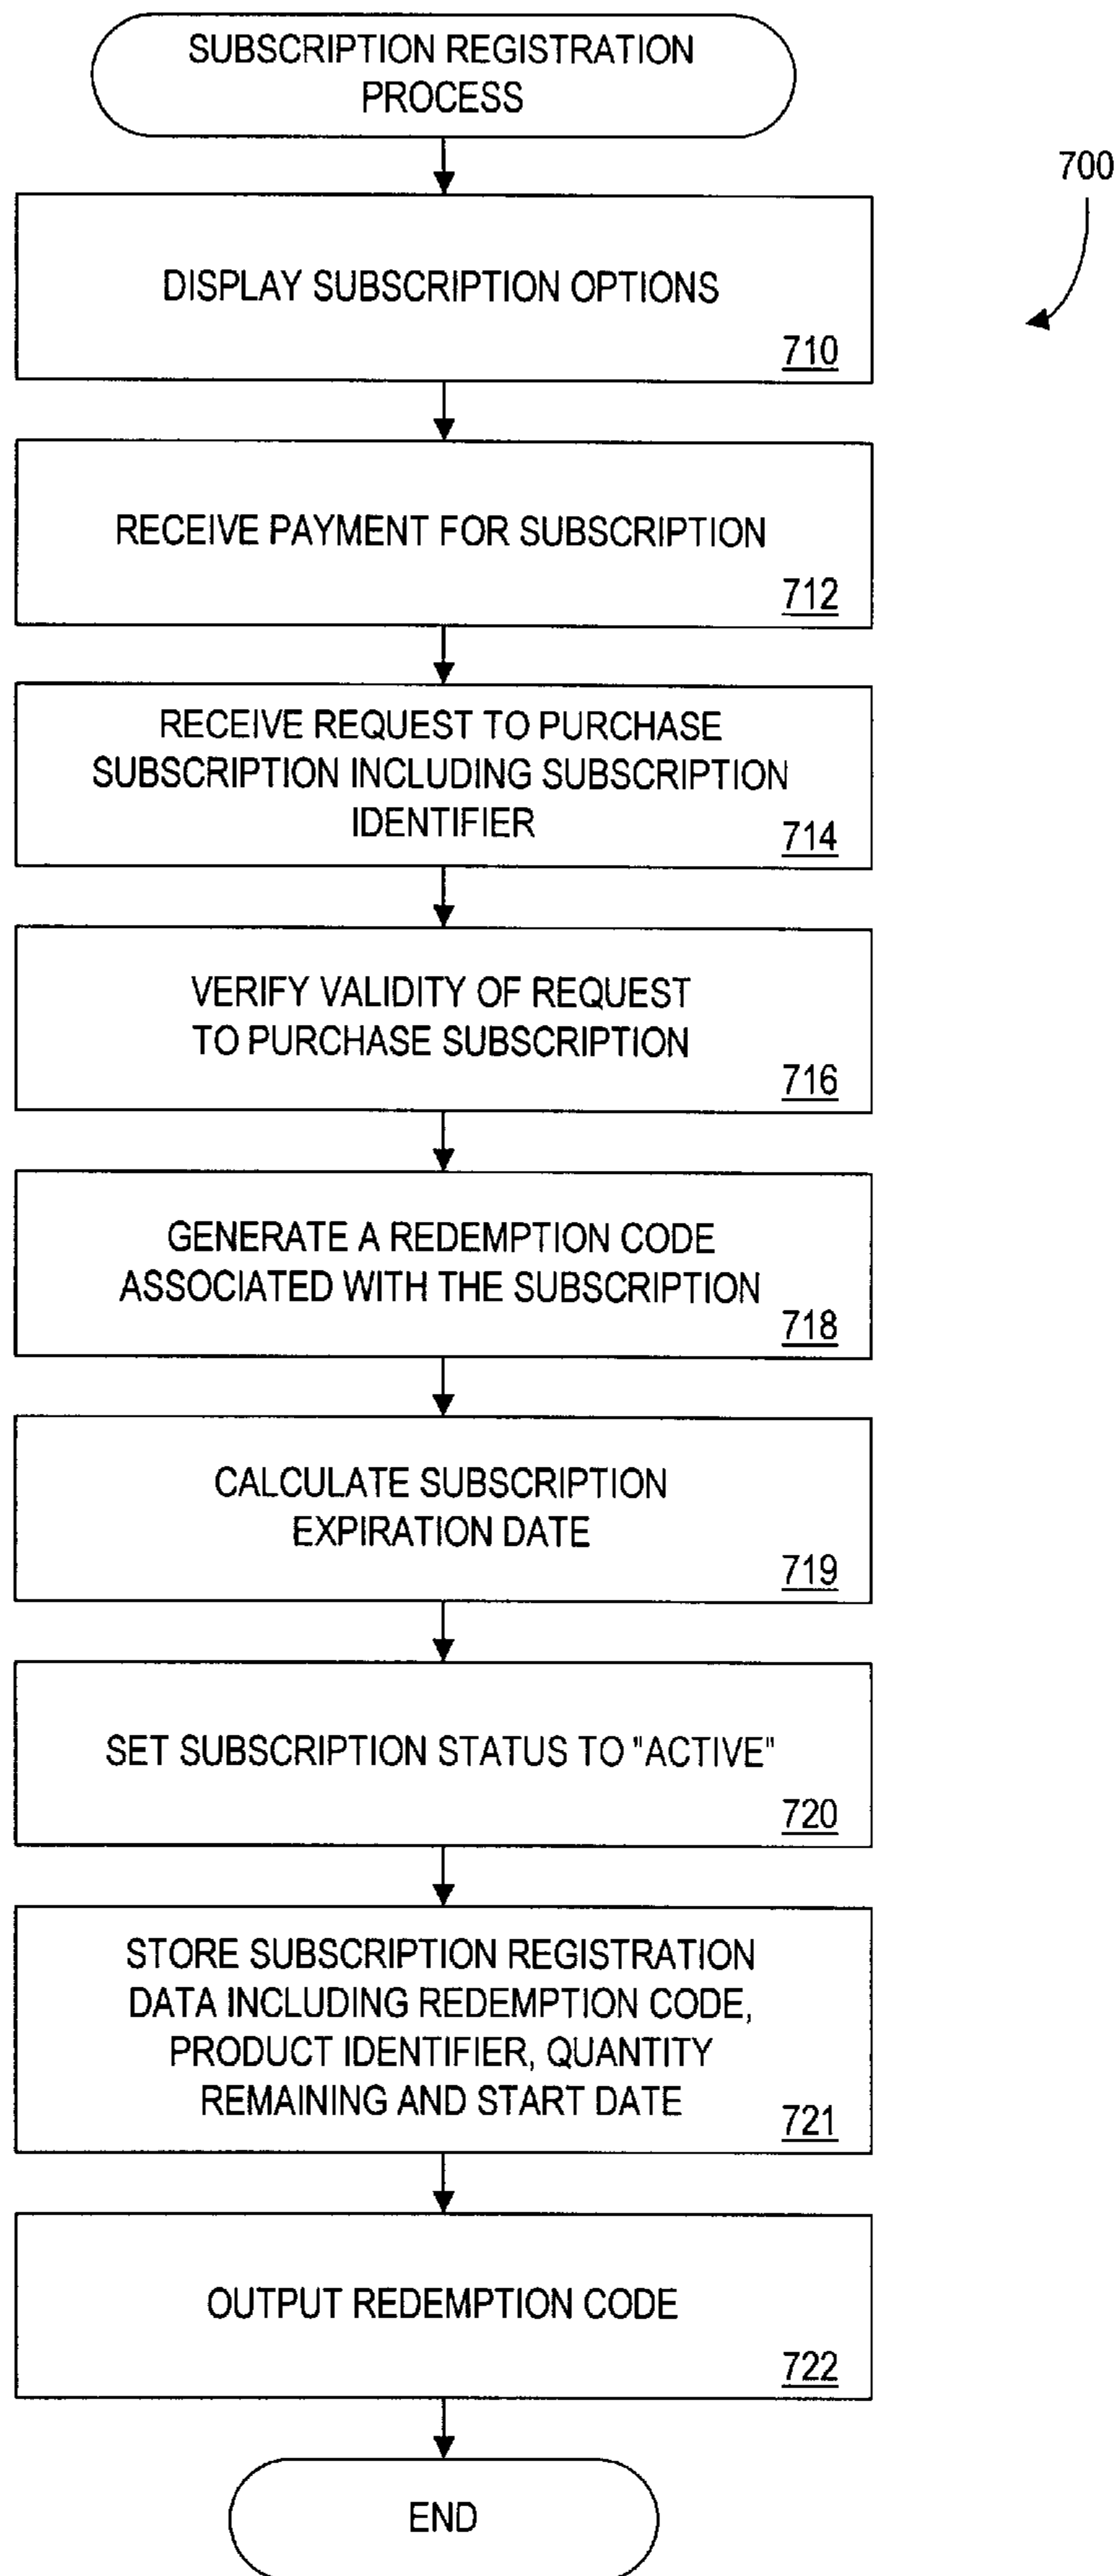 SUBSCRIPTION REGISTRATION
PROCESS
700
DISPLAY SUBSCRIPTION OPTIONS
710
RECEIVE PAYMENT FOR SUBSCRIPTION
712
RECEIVE REQUEST TO PURCHASE
SUBSCRIPTION INCLUDING SUBSCRIPTION
IDENTIFIER
714
VERIFY VALIDITY OF REQUEST
TO PURCHASE SUBSCRIPTION
716
GENERATE A REDEMPTION CODE
ASSOCIATED WITH THE SUBSCRIPTION
718
CALCULATE SUBSCRIPTION
EXPIRATION DATE
719
SET SUBSCRIPTION STATUS TO "ACTIVE"
720
STORE SUBSCRIPTION REGISTRATION
DATA INCLUDING REDEMPTION CODE,
PRODUCT IDENTIFIER, QUANTITY
REMAINING AND START DATE
721
OUTPUT REDEMPTION CODE
722
END